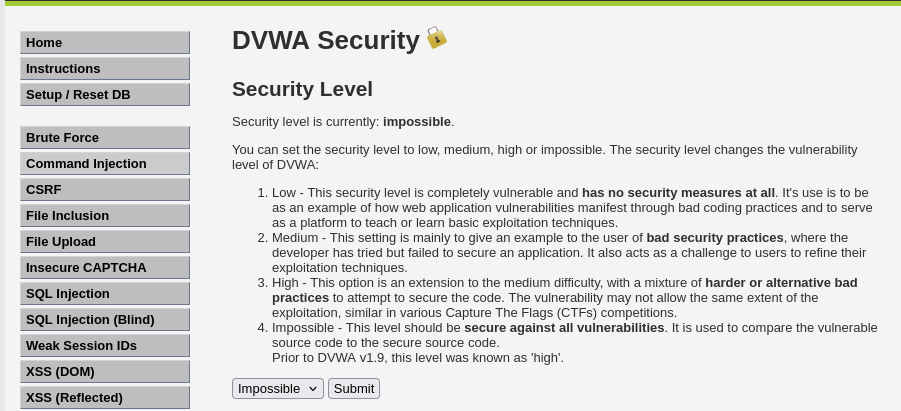 Home
Instructions
Setup / Reset DB
Brute Force
Command Injection
CSRF
File Inclusion
File Upload
Insecure CAPTCHA
SQL Injection
SQL Injection (Blind)
Weak Session IDs
XSS (DOM)
XSS (Reflected)
DVWA Security
Security Level
Security level is currently: impossible.
You can set the security level to low, medium, high or impossible. The security level changes the vulnerability
level of DVWA:
1. Low - This security level is completely vulnerable and has no security measures at all. It's use is to be
as an example of how web application vulnerabilities manifest through bad coding practices and to serve
as a platform to teach or learn basic exploitation techniques.
2. Medium - This setting is mainly to give an example to the user of bad security practices, where the
developer has tried but failed to secure an application. It also acts as a challenge to users to refine their
exploitation techniques.
3. High - This option is an extension to the medium difficulty, with a mixture of harder or alternative bad
practices to attempt to secure the code. The vulnerability may not allow the same extent of the
exploitation, similar in various Capture The Flags (CTFs) competitions.
4. Impossible - This level should be secure against all vulnerabilities. It is used to compare the vulnerable
source code to the secure source code.
Prior to DVWA v1.9, this level was known as 'high'.
Impossible Submit